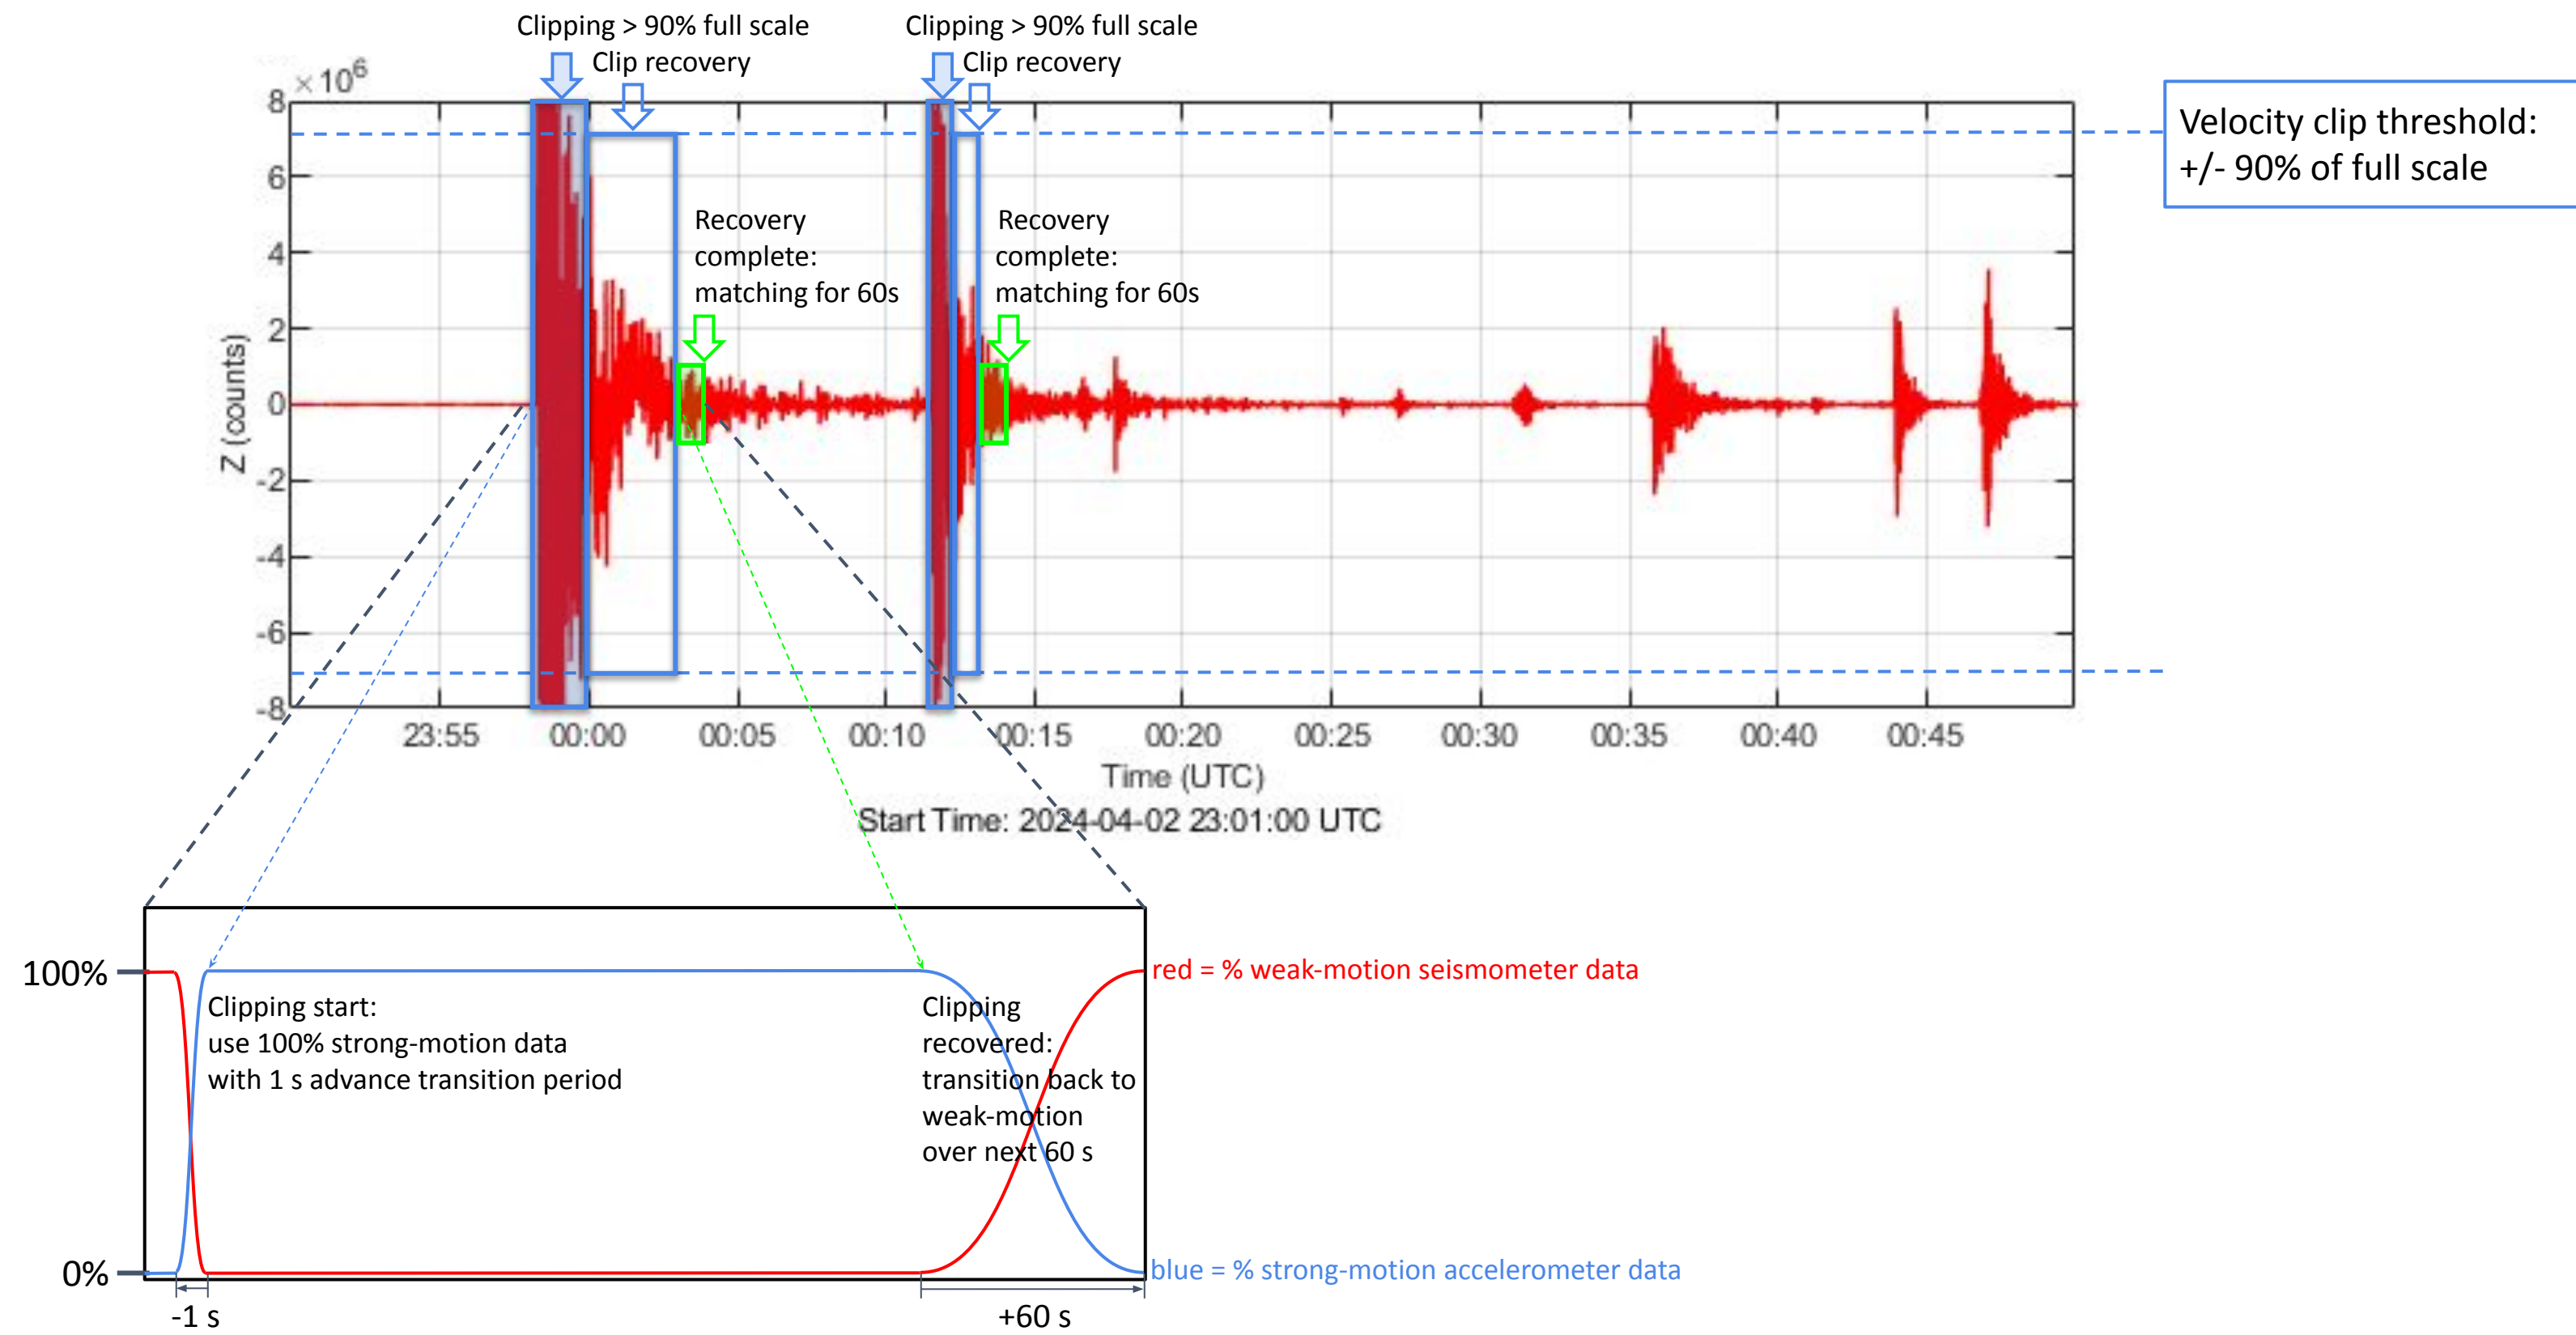 Clipping > 90% full scale
Clip recovery
Clipping > 90% full scale
Clip recovery
×10⁶
8
6
4
2
0
-2
-4
-6
-8
Z (counts)
Velocity clip threshold:
+/- 90% of full scale
Recovery
complete:
matching for 60s
Recovery
complete:
matching for 60s
23:55 00:00 00:05 00:10 00:15 00:20 00:25 00:30 00:35 00:40 00:45
Time (UTC)
Start Time: 2024-04-02 23:01:00 UTC
100%
0%
Clipping start:
use 100% strong-motion data
with 1 s advance transition period
Clipping
recovered:
transition back to
weak-motion
over next 60 s
red = % weak-motion seismometer data
blue = % strong-motion accelerometer data
-1 s
+60 s